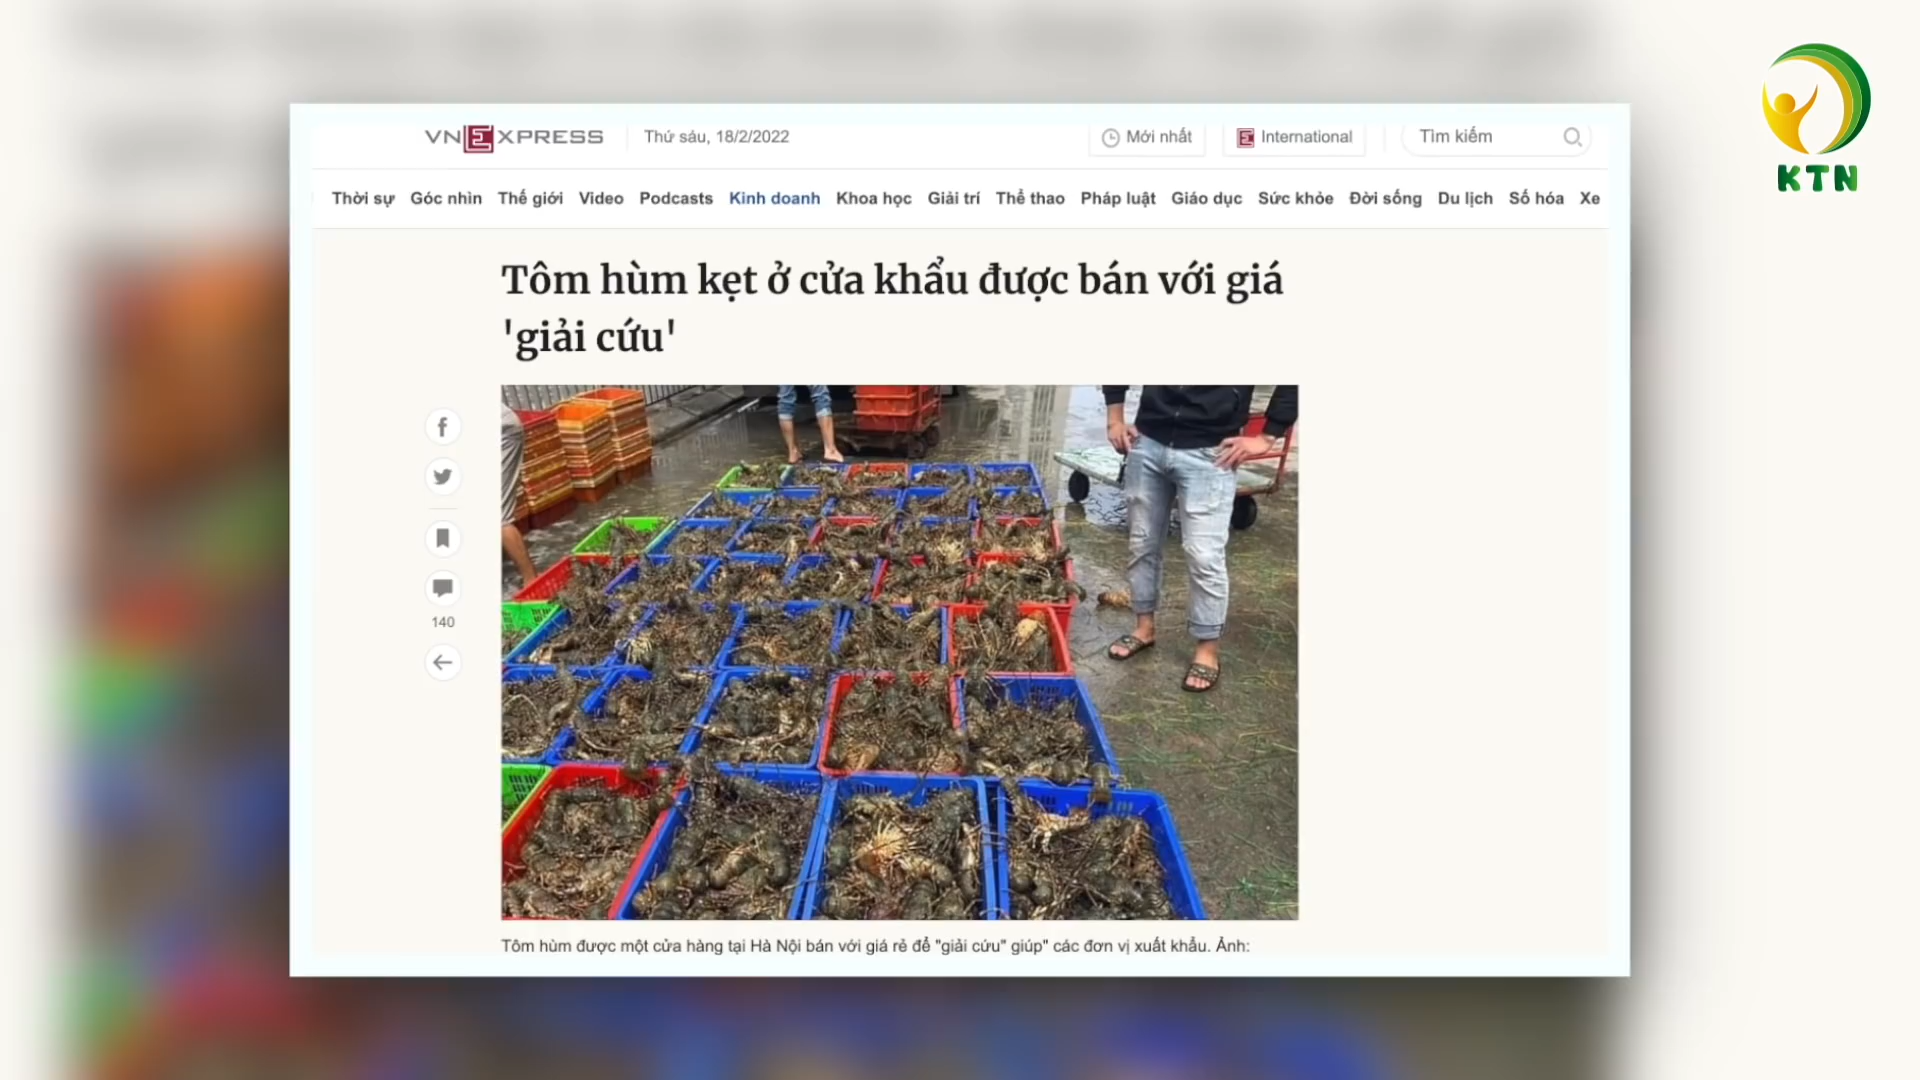 VNEXPRESS
Thứ sáu, 18/2/2022
Mới nhất
International
Tìm kiếm
KTN
Thời sự Góc nhìn Thế giới Video Podcasts Kinh doanh Khoa học Giải trí Thể thao Pháp luật Giáo dục Sức khỏe Đời sống Du lịch Số hóa Xe
Tôm hùm kẹt ở cửa khẩu được bán với giá
'giải cứu'
140
Tôm hùm được một cửa hàng tại Hà Nội bán với giá rẻ để "giải cứu" giúp" các đơn vị xuất khẩu. Ảnh: